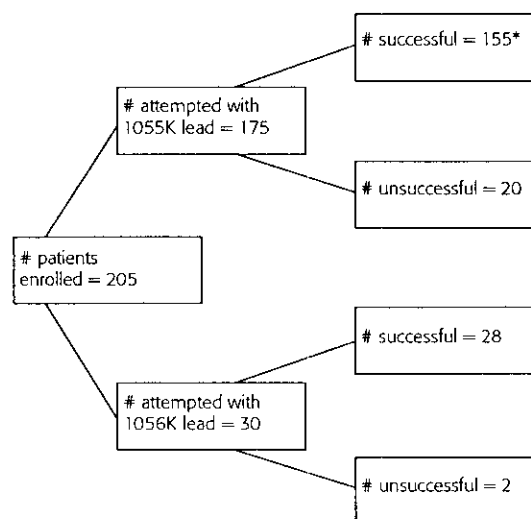 # successful = 155*
# attempted with
1055K lead = 175
# unsuccessful = 20
# patients
enrolled = 205
# successful = 28
# attempted with
1056K lead = 30
# unsuccessful = 2